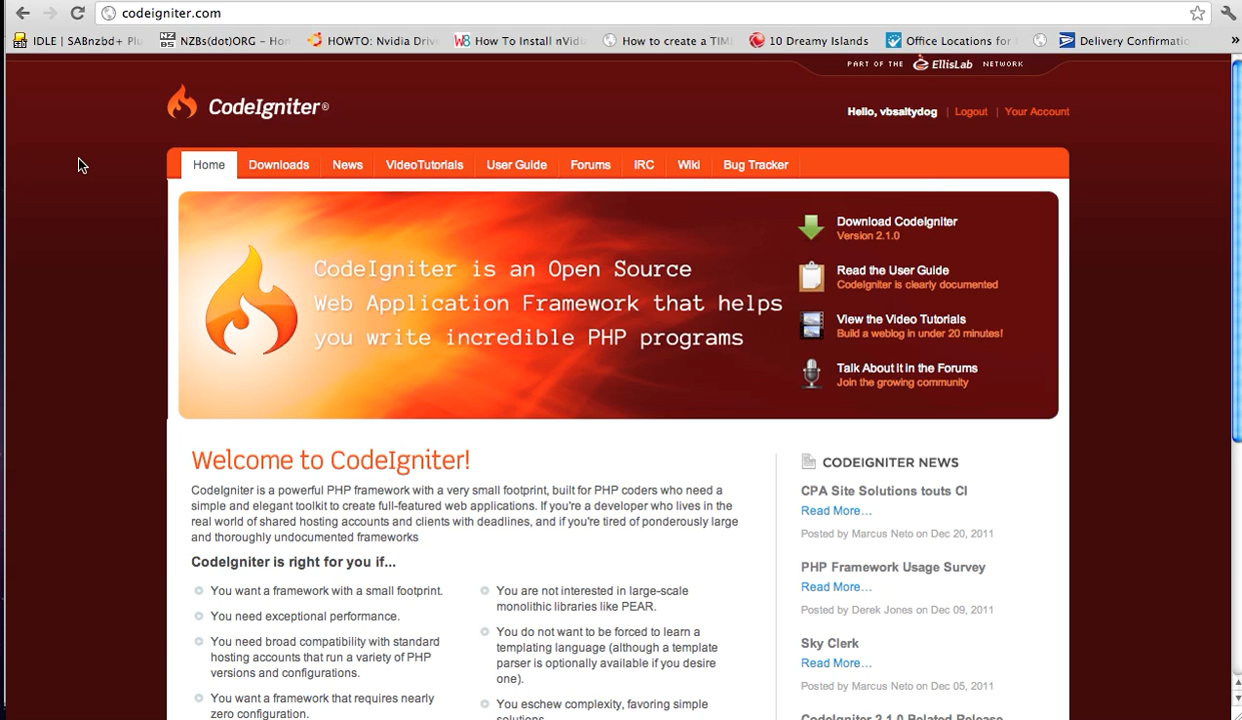 codeigniter.com
IDLE | SABnzbd+ Plu
NZBs(dot)ORG – Hom
HOWTO: Nvidia Drive
W8 How To Install nVidi
How to create a TIM
10 Dreamy Islands
Office Locations for
Delivery Confirmatio
»
PART OF THE EllisLab NETWORK
CodeIgniter®
Hello, vbsaltydog | Logout | Your Account
Home Downloads News VideoTutorials User Guide Forums IRC Wiki Bug Tracker
CodeIgniter is an Open Source
Web Application Framework that helps
you write incredible PHP programs
Download CodeIgniter
Version 2.1.0
Read the User Guide
CodeIgniter is clearly documented
View the Video Tutorials
Build a weblog in under 20 minutes!
Talk About it in the Forums
Join the growing community
Welcome to CodeIgniter!
CodeIgniter is a powerful PHP framework with a very small footprint, built for PHP coders who need a
simple and elegant toolkit to create full-featured web applications. If you're a developer who lives in the
real world of shared hosting accounts and clients with deadlines, and if you're tired of ponderously large
and thoroughly undocumented frameworks
CodeIgniter is right for you if...
You want a framework with a small footprint.
You need exceptional performance.
You need broad compatibility with standard
hosting accounts that run a variety of PHP
versions and configurations.
You want a framework that requires nearly
zero configuration.
You are not interested in large-scale
monolithic libraries like PEAR.
You do not want to be forced to learn a
templating language (although a template
parser is optionally available if you desire
one).
You eschew complexity, favoring simple
solutions.
CODEIGNITER NEWS
CPA Site Solutions touts CI
Read More…
Posted by Marcus Neto on Dec 20, 2011
PHP Framework Usage Survey
Read More…
Posted by Derek Jones on Dec 09, 2011
Sky Clerk
Read More…
Posted by Marcus Neto on Dec 05, 2011
CodeIgniter 2.1.0 Related Release